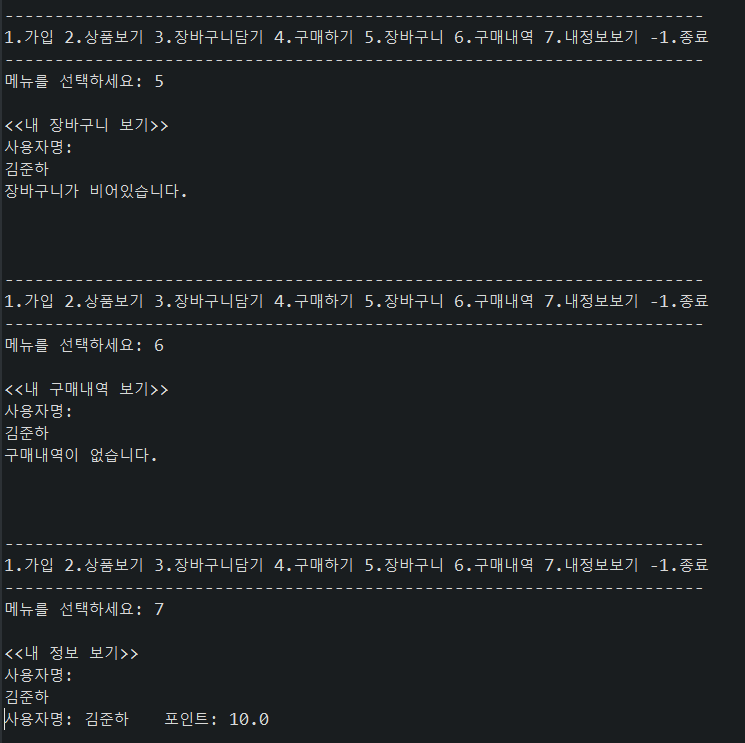 ----------------------------------------------------------------------
1.가입 2.상품보기 3.장바구니담기 4.구매하기 5.장바구니 6.구매내역 7.내정보보기 -1.종료
----------------------------------------------------------------------
메뉴를 선택하세요: 5
<<내 장바구니 보기>>
사용자명:
김준하
장바구니가 비어있습니다.
----------------------------------------------------------------------
1.가입 2.상품보기 3.장바구니담기 4.구매하기 5.장바구니 6.구매내역 7.내정보보기 -1.종료
----------------------------------------------------------------------
메뉴를 선택하세요: 6
<<내 구매내역 보기>>
사용자명:
김준하
구매내역이 없습니다.
----------------------------------------------------------------------
1.가입 2.상품보기 3.장바구니담기 4.구매하기 5.장바구니 6.구매내역 7.내정보보기 -1.종료
----------------------------------------------------------------------
메뉴를 선택하세요: 7
<<내 정보 보기>>
사용자명:
김준하
사용자명: 김준하    포인트: 10.0